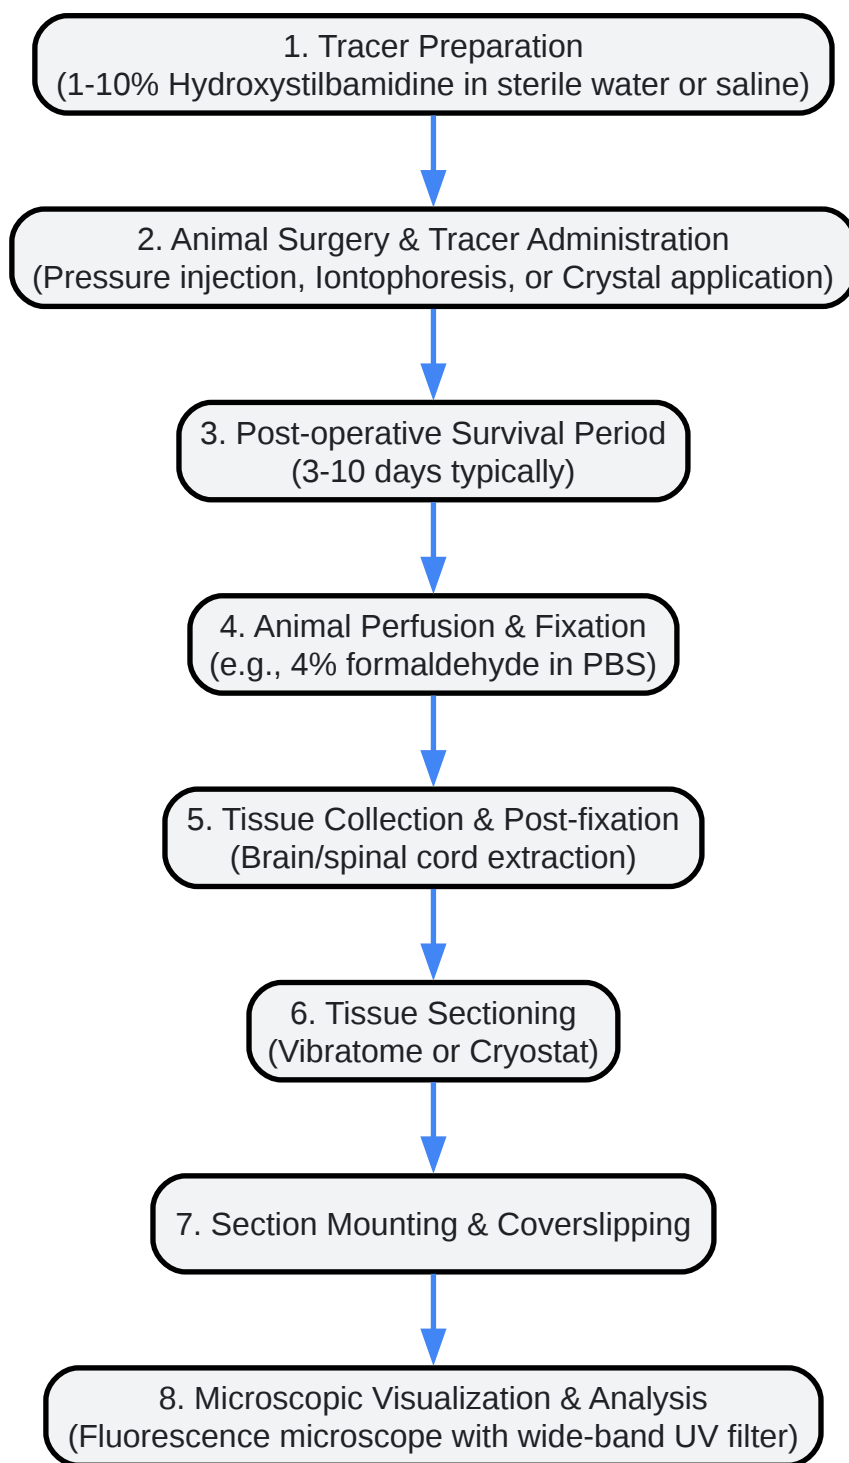 1. Tracer Preparation
(1-10% Hydroxystilbamidine in sterile water or saline)
2. Animal Surgery & Tracer Administration
(Pressure injection, Iontophoresis, or Crystal application)
3. Post-operative Survival Period
(3-10 days typically)
4. Animal Perfusion & Fixation
(e.g., 4% formaldehyde in PBS)
5. Tissue Collection & Post-fixation
(Brain/spinal cord extraction)
6. Tissue Sectioning
(Vibratome or Cryostat)
7. Section Mounting & Coverslipping
8. Microscopic Visualization & Analysis
(Fluorescence microscope with wide-band UV filter)